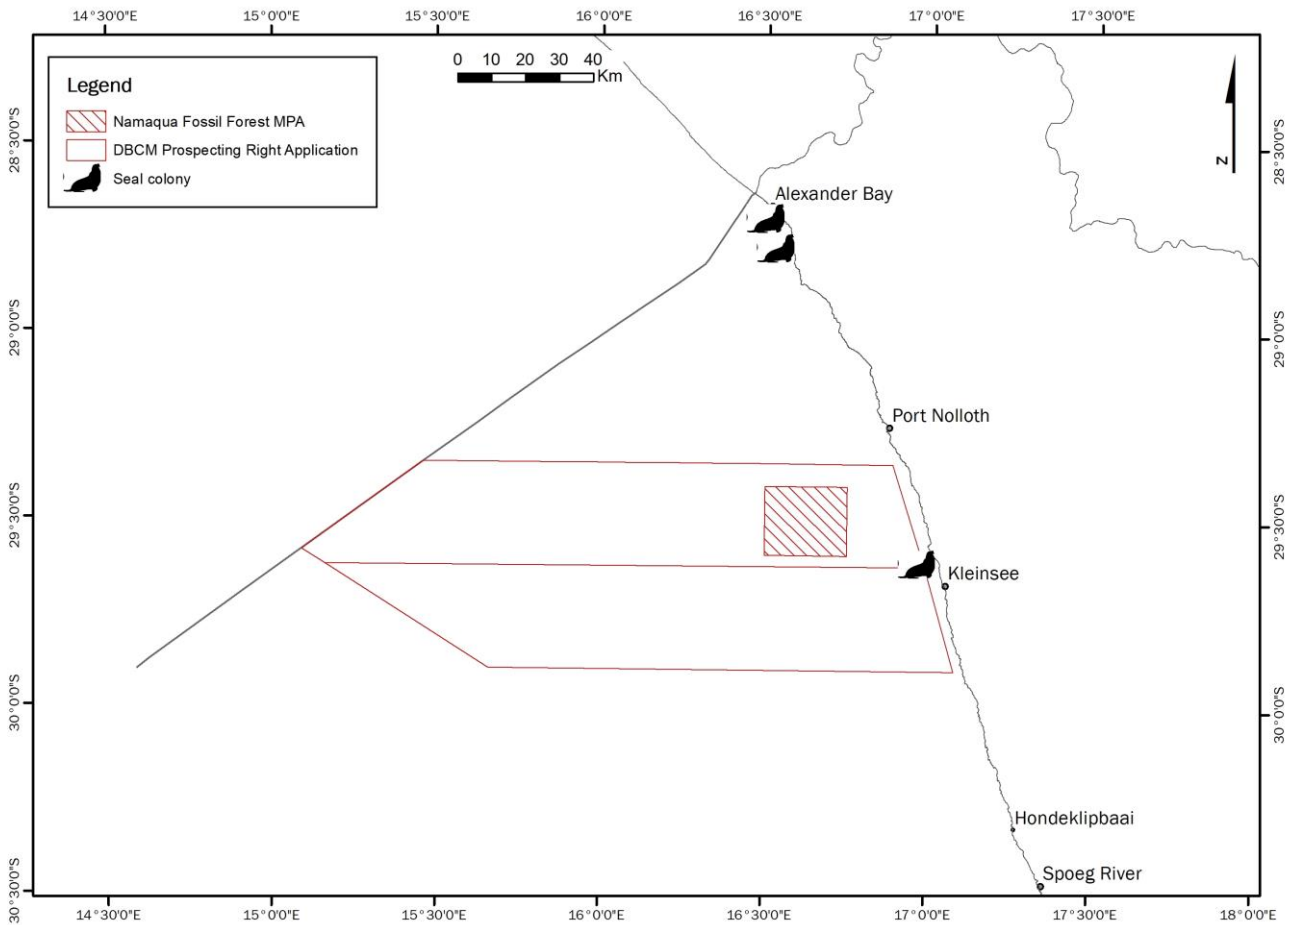 14°30'0"E 15°0'0"E 15°30'0"E 16°0'0"E 16°30'0"E 17°0'0"E 17°30'0"E
0 10 20 30 40
Km
Legend
Namaqua Fossil Forest MPA
DBCM Prospecting Right Application
Seal colony
N
28°30'0"S
28°30'0"S
Alexander Bay
29°0'0"S
29°0'0"S
Port Nolloth
29°30'0"S
29°30'0"S
Kleinsee
30°0'0"S
30°0'0"S
Hondeklipbaai
Spoeg River
30°30'0"S
14°30'0"E 15°0'0"E 15°30'0"E 16°0'0"E 16°30'0"E 17°0'0"E 17°30'0"E 18°0'0"E